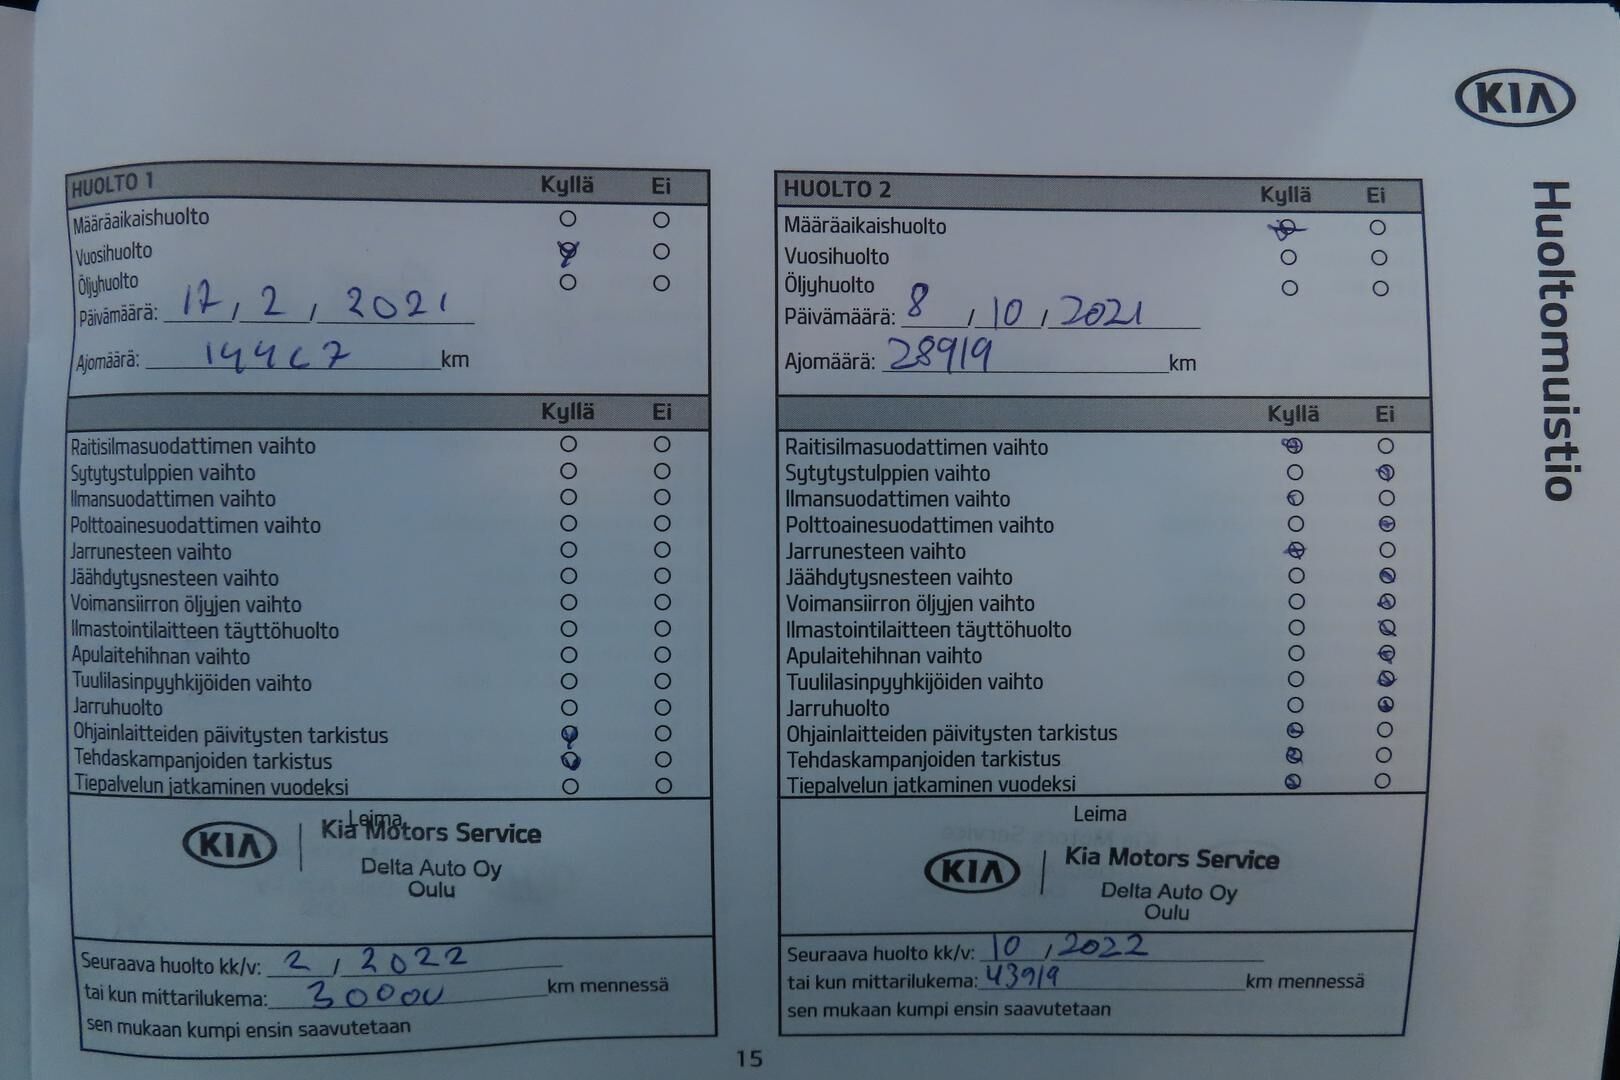 KIA
Huoltomuistio
HUOLTO 1 Kyllä Ei
Määräaikaishuolto
Vuosihuolto
Öljyhuolto
Päivämäärä: 17 / 2 / 2021
Ajomäärä: 14467 km
Kyllä Ei
Raitisilmasuodattimen vaihto
Sytytystulppien vaihto
Ilmansuodattimen vaihto
Polttoainesuodattimen vaihto
Jarrunesteen vaihto
Jäähdytysnesteen vaihto
Voimansiirron öljyjen vaihto
Ilmastointilaitteen täyttöhuolto
Apulaitehihnan vaihto
Tuulilasinpyyhkijöiden vaihto
Jarruhuolto
Ohjainlaitteiden päivitysten tarkistus
Tehdaskampanjoiden tarkistus
Tiepalvelun jatkaminen vuodeksi
Leima
KIA Kia Motors Service
Delta Auto Oy
Oulu
Seuraava huolto kk/v: 2 / 2022
tai kun mittarilukema: 30000 km mennessä
sen mukaan kumpi ensin saavutetaan
HUOLTO 2 Kyllä Ei
Määräaikaishuolto
Vuosihuolto
Öljyhuolto
Päivämäärä: 8 / 10 / 2021
Ajomäärä: 28919 km
Kyllä Ei
Raitisilmasuodattimen vaihto
Sytytystulppien vaihto
Ilmansuodattimen vaihto
Polttoainesuodattimen vaihto
Jarrunesteen vaihto
Jäähdytysnesteen vaihto
Voimansiirron öljyjen vaihto
Ilmastointilaitteen täyttöhuolto
Apulaitehihnan vaihto
Tuulilasinpyyhkijöiden vaihto
Jarruhuolto
Ohjainlaitteiden päivitysten tarkistus
Tehdaskampanjoiden tarkistus
Tiepalvelun jatkaminen vuodeksi
Leima
KIA Kia Motors Service
Delta Auto Oy
Oulu
Seuraava huolto kk/v: 10 / 2022
tai kun mittarilukema: 43919 km mennessä
sen mukaan kumpi ensin saavutetaan
15